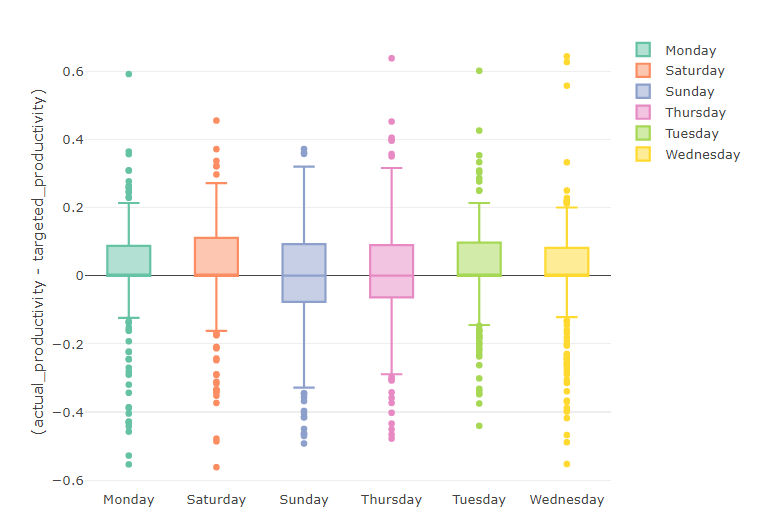 (actual_productivity - targeted_productivity)
0.6
0.4
0.2
0
−0.2
−0.4
−0.6
Monday
Saturday
Sunday
Thursday
Tuesday
Wednesday
Monday
Saturday
Sunday
Thursday
Tuesday
Wednesday